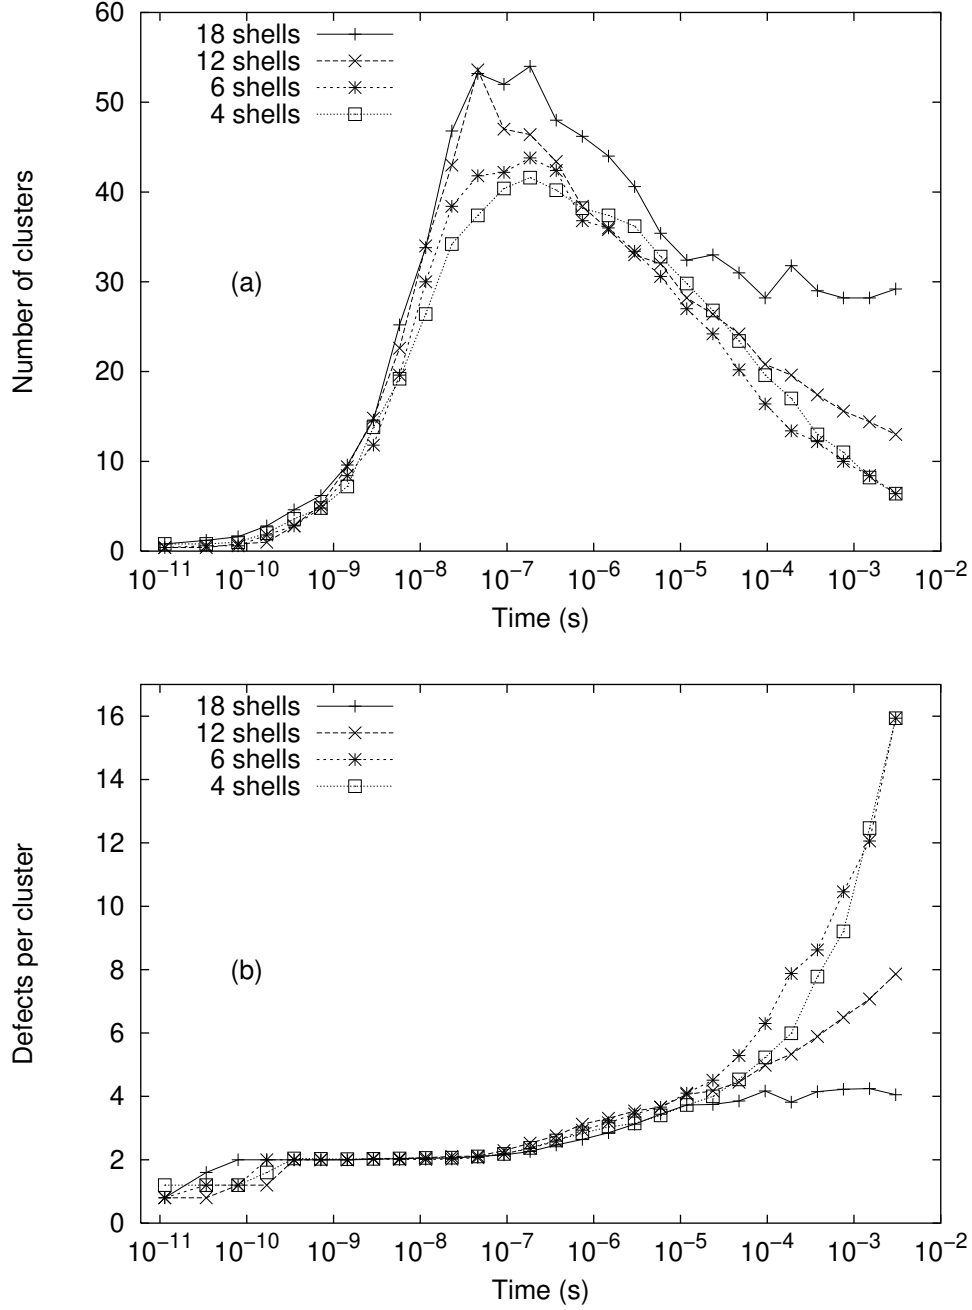 60
50
40
30
20
10
0
18 shells
12 shells
6 shells
4 shells
(a)
Number of clusters
10⁻¹¹ 10⁻¹⁰ 10⁻⁹ 10⁻⁸ 10⁻⁷ 10⁻⁶ 10⁻⁵ 10⁻⁴ 10⁻³ 10⁻²
Time (s)
16
14
12
10
8
6
4
2
0
18 shells
12 shells
6 shells
4 shells
(b)
Defects per cluster
10⁻¹¹ 10⁻¹⁰ 10⁻⁹ 10⁻⁸ 10⁻⁷ 10⁻⁶ 10⁻⁵ 10⁻⁴ 10⁻³ 10⁻²
Time (s)